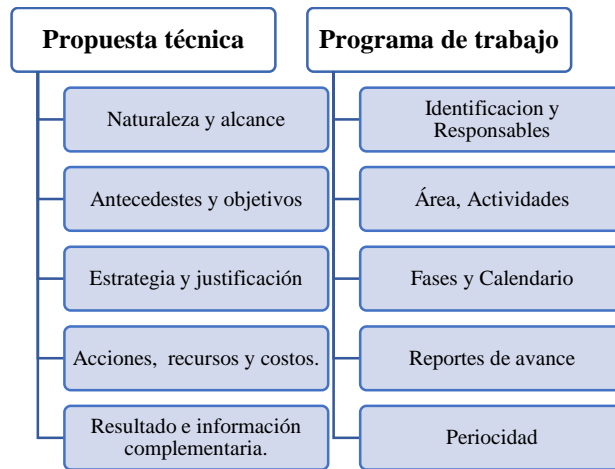 Propuesta técnica
Naturaleza y alcance
Antecedestes y objetivos
Estrategia y justificación
Acciones, recursos y costos.
Resultado e información
complementaria.
Programa de trabajo
Identificacion y
Responsables
Área, Actividades
Fases y Calendario
Reportes de avance
Periocidad